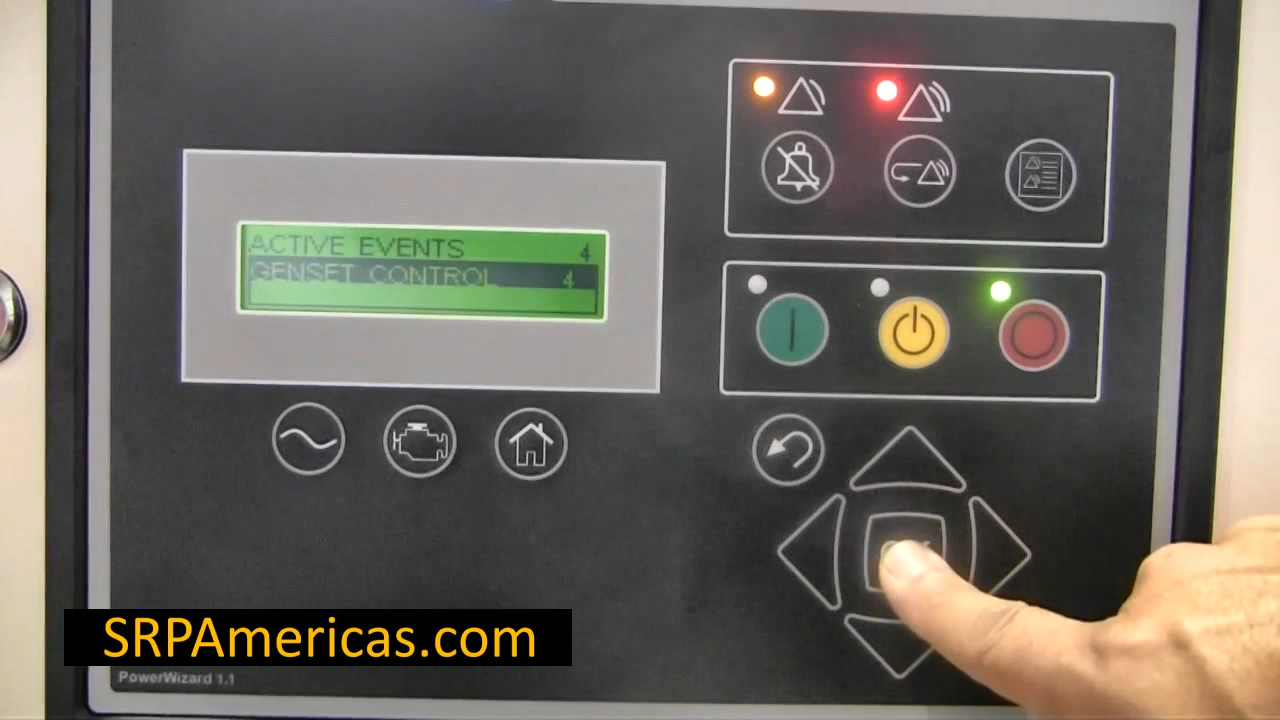 ACTIVE EVENTS 4
GENSET CONTROL 4
SRPAmericas.com
PowerWizard 1.1